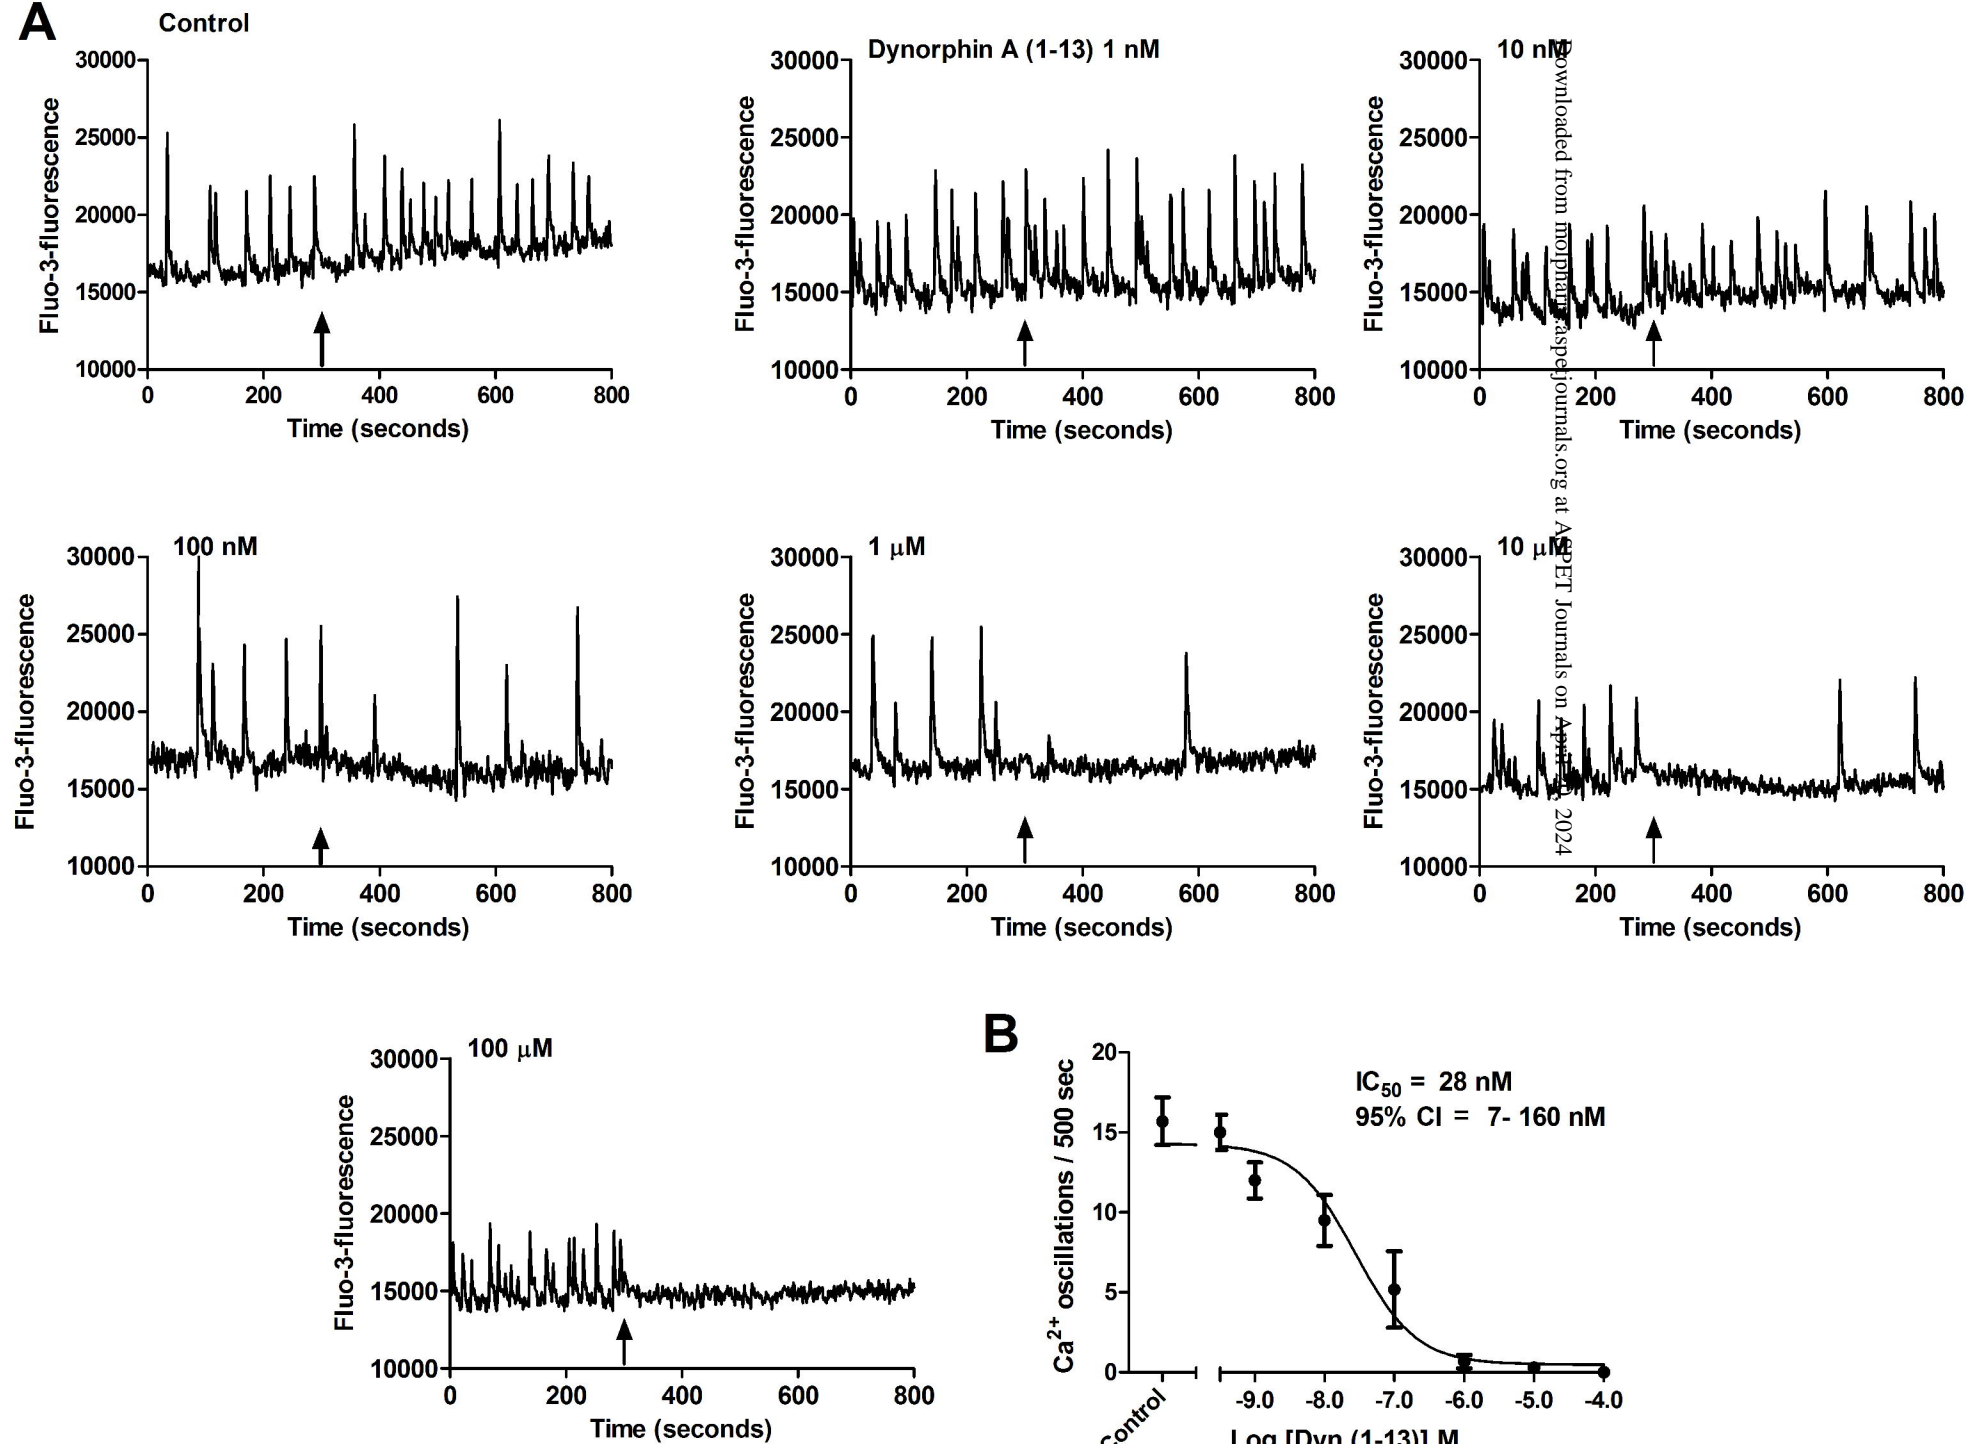 A
Control
30000
25000
20000
15000
10000
0 200 400 600 800
Fluo-3-fluorescence
Time (seconds)
Dynorphin A (1-13) 1 nM
30000
25000
20000
15000
10000
0 200 400 600 800
Fluo-3-fluorescence
Time (seconds)
10 nM
30000
25000
20000
15000
10000
0 200 400 600 800
Fluo-3-fluorescence
Time (seconds)
100 nM
30000
25000
20000
15000
10000
0 200 400 600 800
Fluo-3-fluorescence
Time (seconds)
1 μM
30000
25000
20000
15000
10000
0 200 400 600 800
Fluo-3-fluorescence
Time (seconds)
10 μM
30000
25000
20000
15000
10000
0 200 400 600 800
Fluo-3-fluorescence
Time (seconds)
Downloaded from molpharm.aspetjournals.org at ASPET Journals on April 2024
100 μM
30000
25000
20000
15000
10000
0 200 400 600 800
Fluo-3-fluorescence
Time (seconds)
B
20
15
10
5
0
Ca2+ oscillations / 500 sec
IC50 = 28 nM
95% CI = 7- 160 nM
Control -9.0 -8.0 -7.0 -6.0 -5.0 -4.0
Log [Dyn (1-13)] M